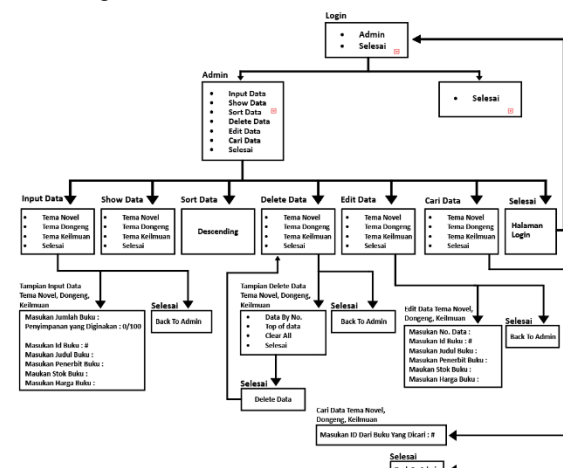 Login
• Admin
• Selesai
Admin
• Input Data
• Show Data
• Sort Data
• Delete Data
• Edit Data
• Cari Data
• Selesai
• Selesai
Input Data
• Tema Novel
• Tema Dongeng
• Tema Keilmuan
• Selesai
Show Data
• Tema Novel
• Tema Dongeng
• Tema Keilmuan
• Selesai
Sort Data
Descending
Delete Data
• Tema Novel
• Tema Dongeng
• Tema Keilmuan
• Selesai
Edit Data
• Tema Novel
• Tema Dongeng
• Tema Keilmuan
• Selesai
Cari Data
• Tema Novel
• Tema Dongeng
• Tema Keilmuan
• Selesai
Selesai
Halaman
Login
Tampian Input Data
Tema Novel, Dongeng,
Keilmuan
Masukan Jumlah Buku :
Penyimpanan yang Diginakan : 0/100
Masukan Id Buku : #
Masukan Judul Buku :
Masukan Penerbit Buku :
Maukan Stok Buku :
Masukan Harga Buku :
Selesai
Back To Admin
Tampian Delete Data
Tema Novel, Dongeng,
Keilmuan
• Data By No.
• Top of data
• Clear All
• Selesai
Selesai
Back To Admin
Selesai
Delete Data
Edit Data Tema Novel,
Dongeng, Keilmuan
Masukan No. Data :
Masukan Id Buku : #
Masukan Judul Buku :
Masukan Penerbit Buku :
Maukan Stok Buku :
Masukan Harga Buku :
Selesai
Back To Admin
Cari Data Tema Novel,
Dongeng, Keilmuan
Masukan ID Dari Buku Yang Dicari : #
Selesai